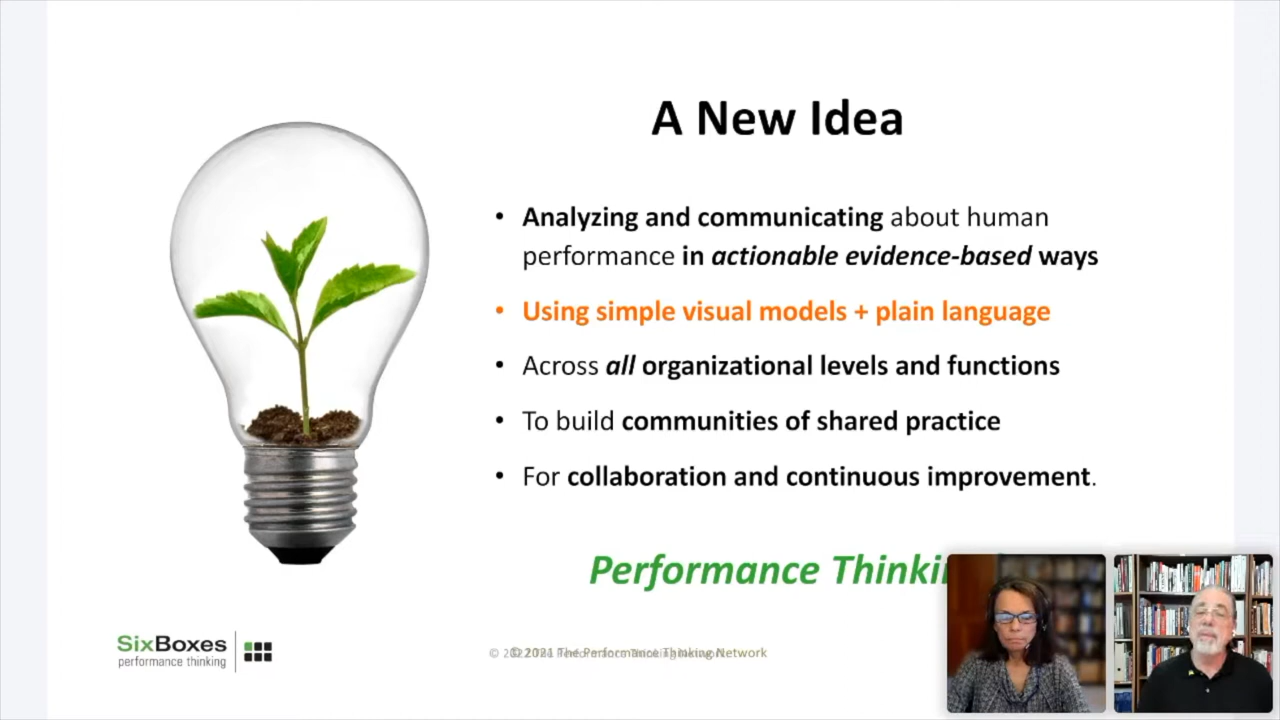 A New Idea
• Analyzing and communicating about human
performance in actionable evidence-based ways
• Using simple visual models + plain language
• Across all organizational levels and functions
• To build communities of shared practice
• For collaboration and continuous improvement.
Performance
SixBoxes
performance thinking
© 2021 The Performance Thinking Network